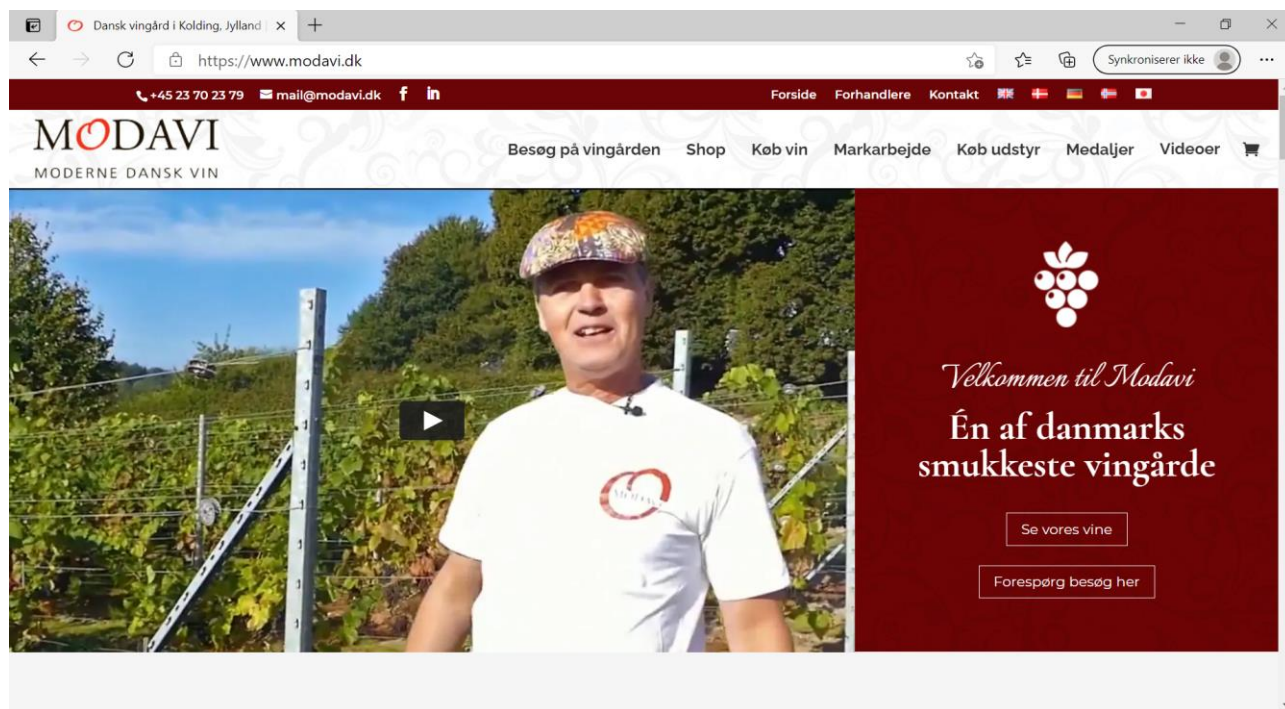 Dansk vingård i Kolding, Jylland
https://www.modavi.dk
Synkroniserer ikke
+45 23 70 23 79 mail@modavi.dk f in
Forside Forhandlere Kontakt
MODAVI
MODERNE DANSK VIN
Besøg på vingården Shop Køb vin Markarbejde Køb udstyr Medaljer Videoer
MODAVI
Velkommen til Modavi
Én af danmarks
smukkeste vingårde
Se vores vine
Forespørg besøg her